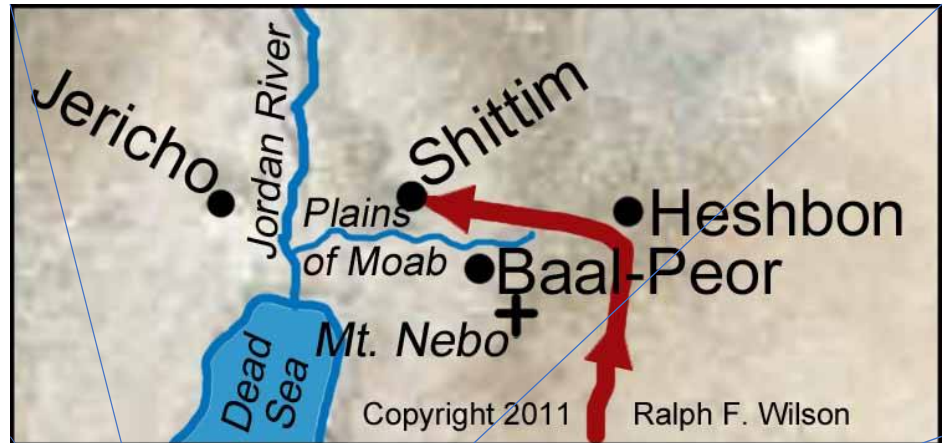 Jericho
Jordan River
Shittim
Plains
of Moab
Heshbon
Baal-Peor
Mt. Nebo
Dead
Sea
Copyright 2011 Ralph F. Wilson